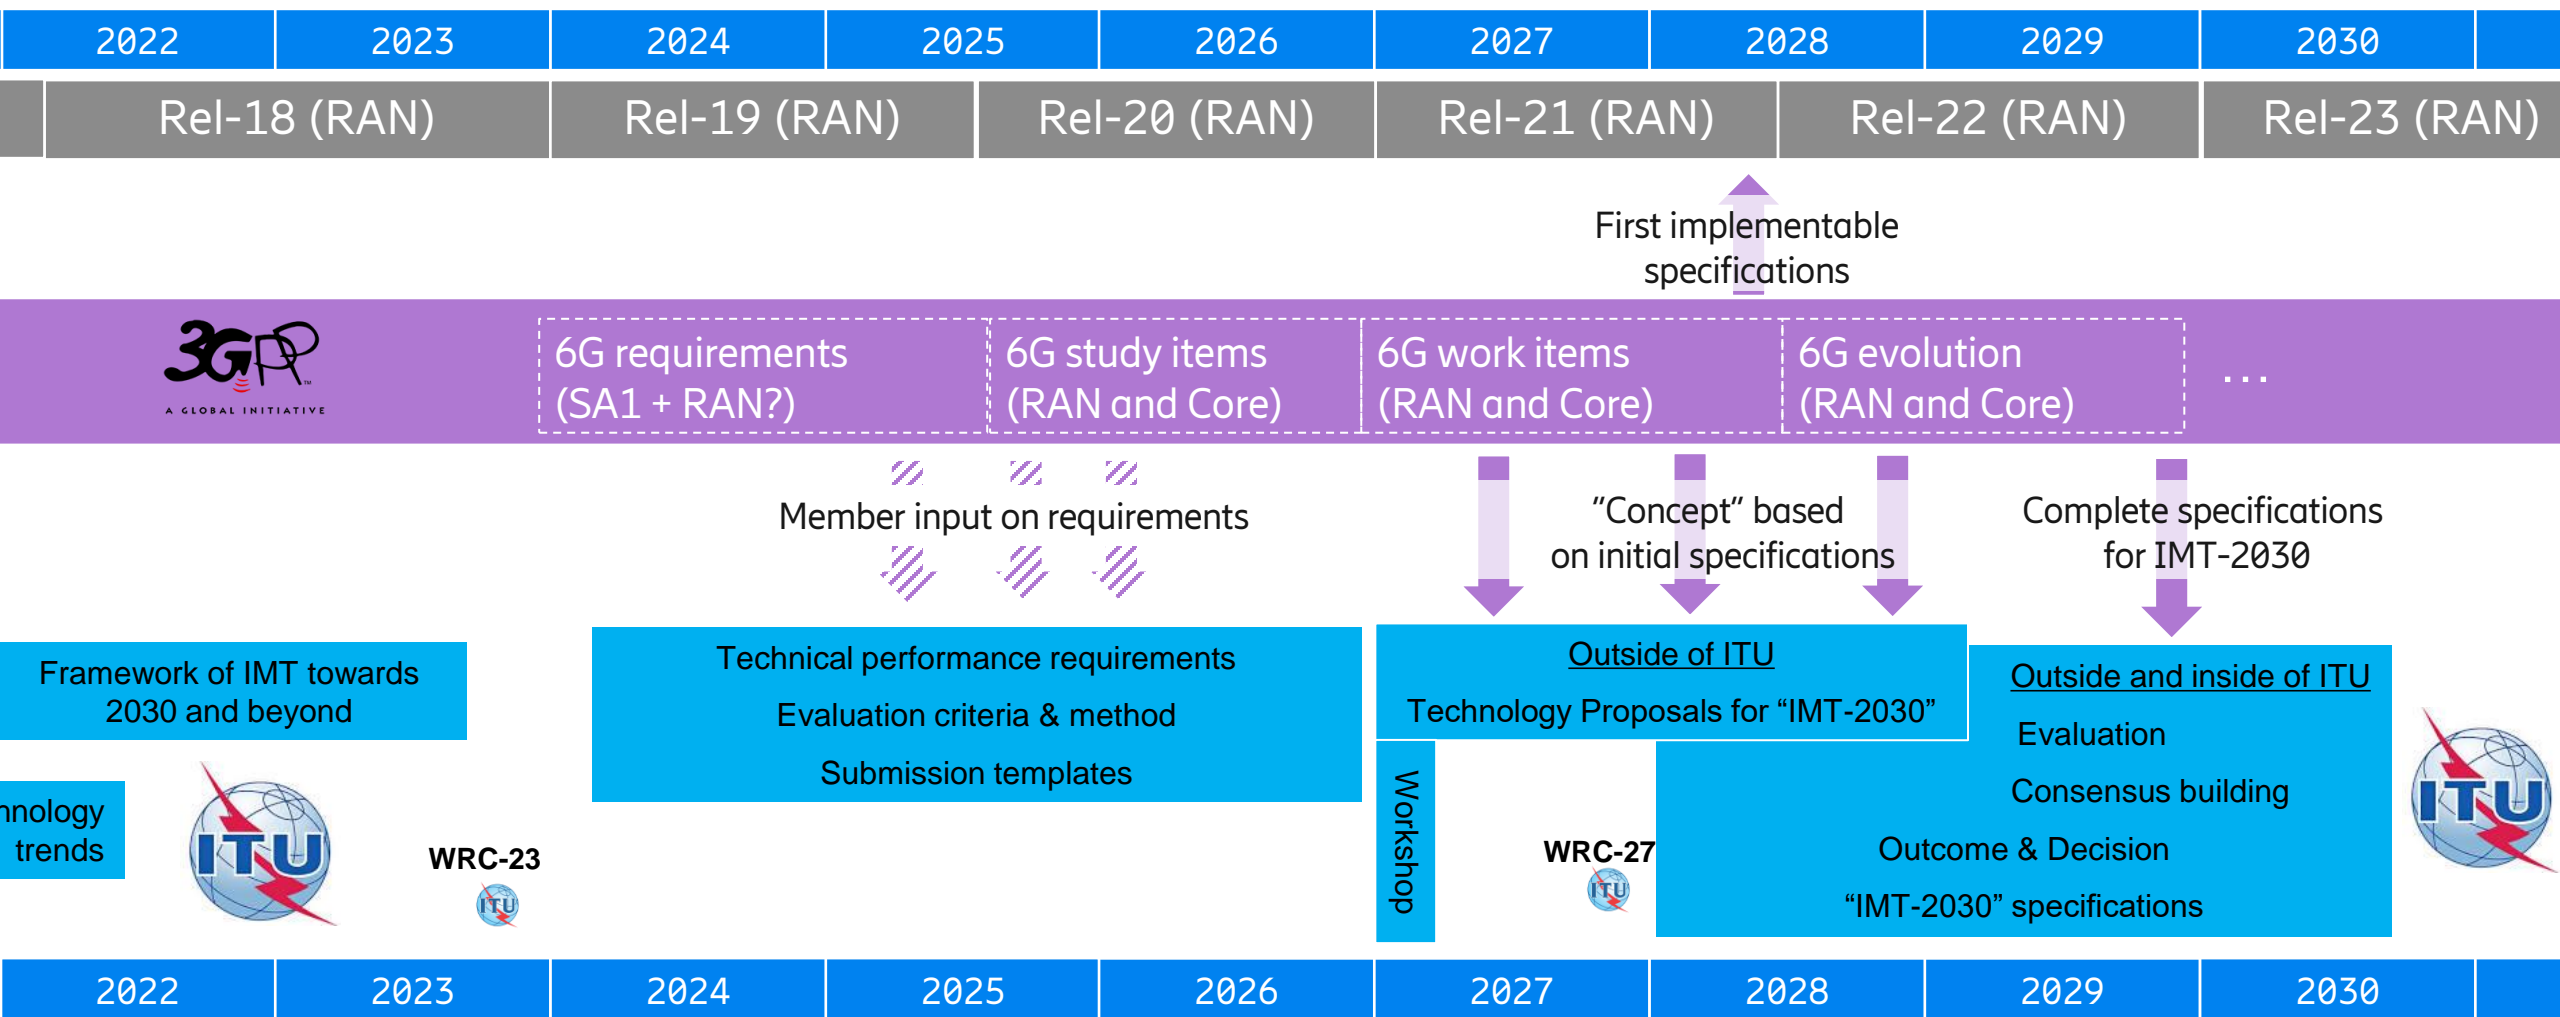 2022 2023 2024 2025 2026 2027 2028 2029 2030
Rel-18 (RAN) Rel-19 (RAN) Rel-20 (RAN) Rel-21 (RAN) Rel-22 (RAN) Rel-23 (RAN)
First implementable
specifications
3GPP
TM
A GLOBAL INITIATIVE
6G requirements
(SA1 + RAN?)
6G study items
(RAN and Core)
6G work items
(RAN and Core)
6G evolution
(RAN and Core)
...
Member input on requirements
”Concept” based
on initial specifications
Complete specifications
for IMT-2030
Framework of IMT towards
2030 and beyond
hnology
trends
ITU
WRC-23
ITU
Technical performance requirements
Evaluation criteria & method
Submission templates
Outside of ITU
Technology Proposals for “IMT-2030”
Workshop
WRC-27
ITU
Outside and inside of ITU
Evaluation
Consensus building
Outcome & Decision
“IMT-2030” specifications
ITU
2022 2023 2024 2025 2026 2027 2028 2029 2030